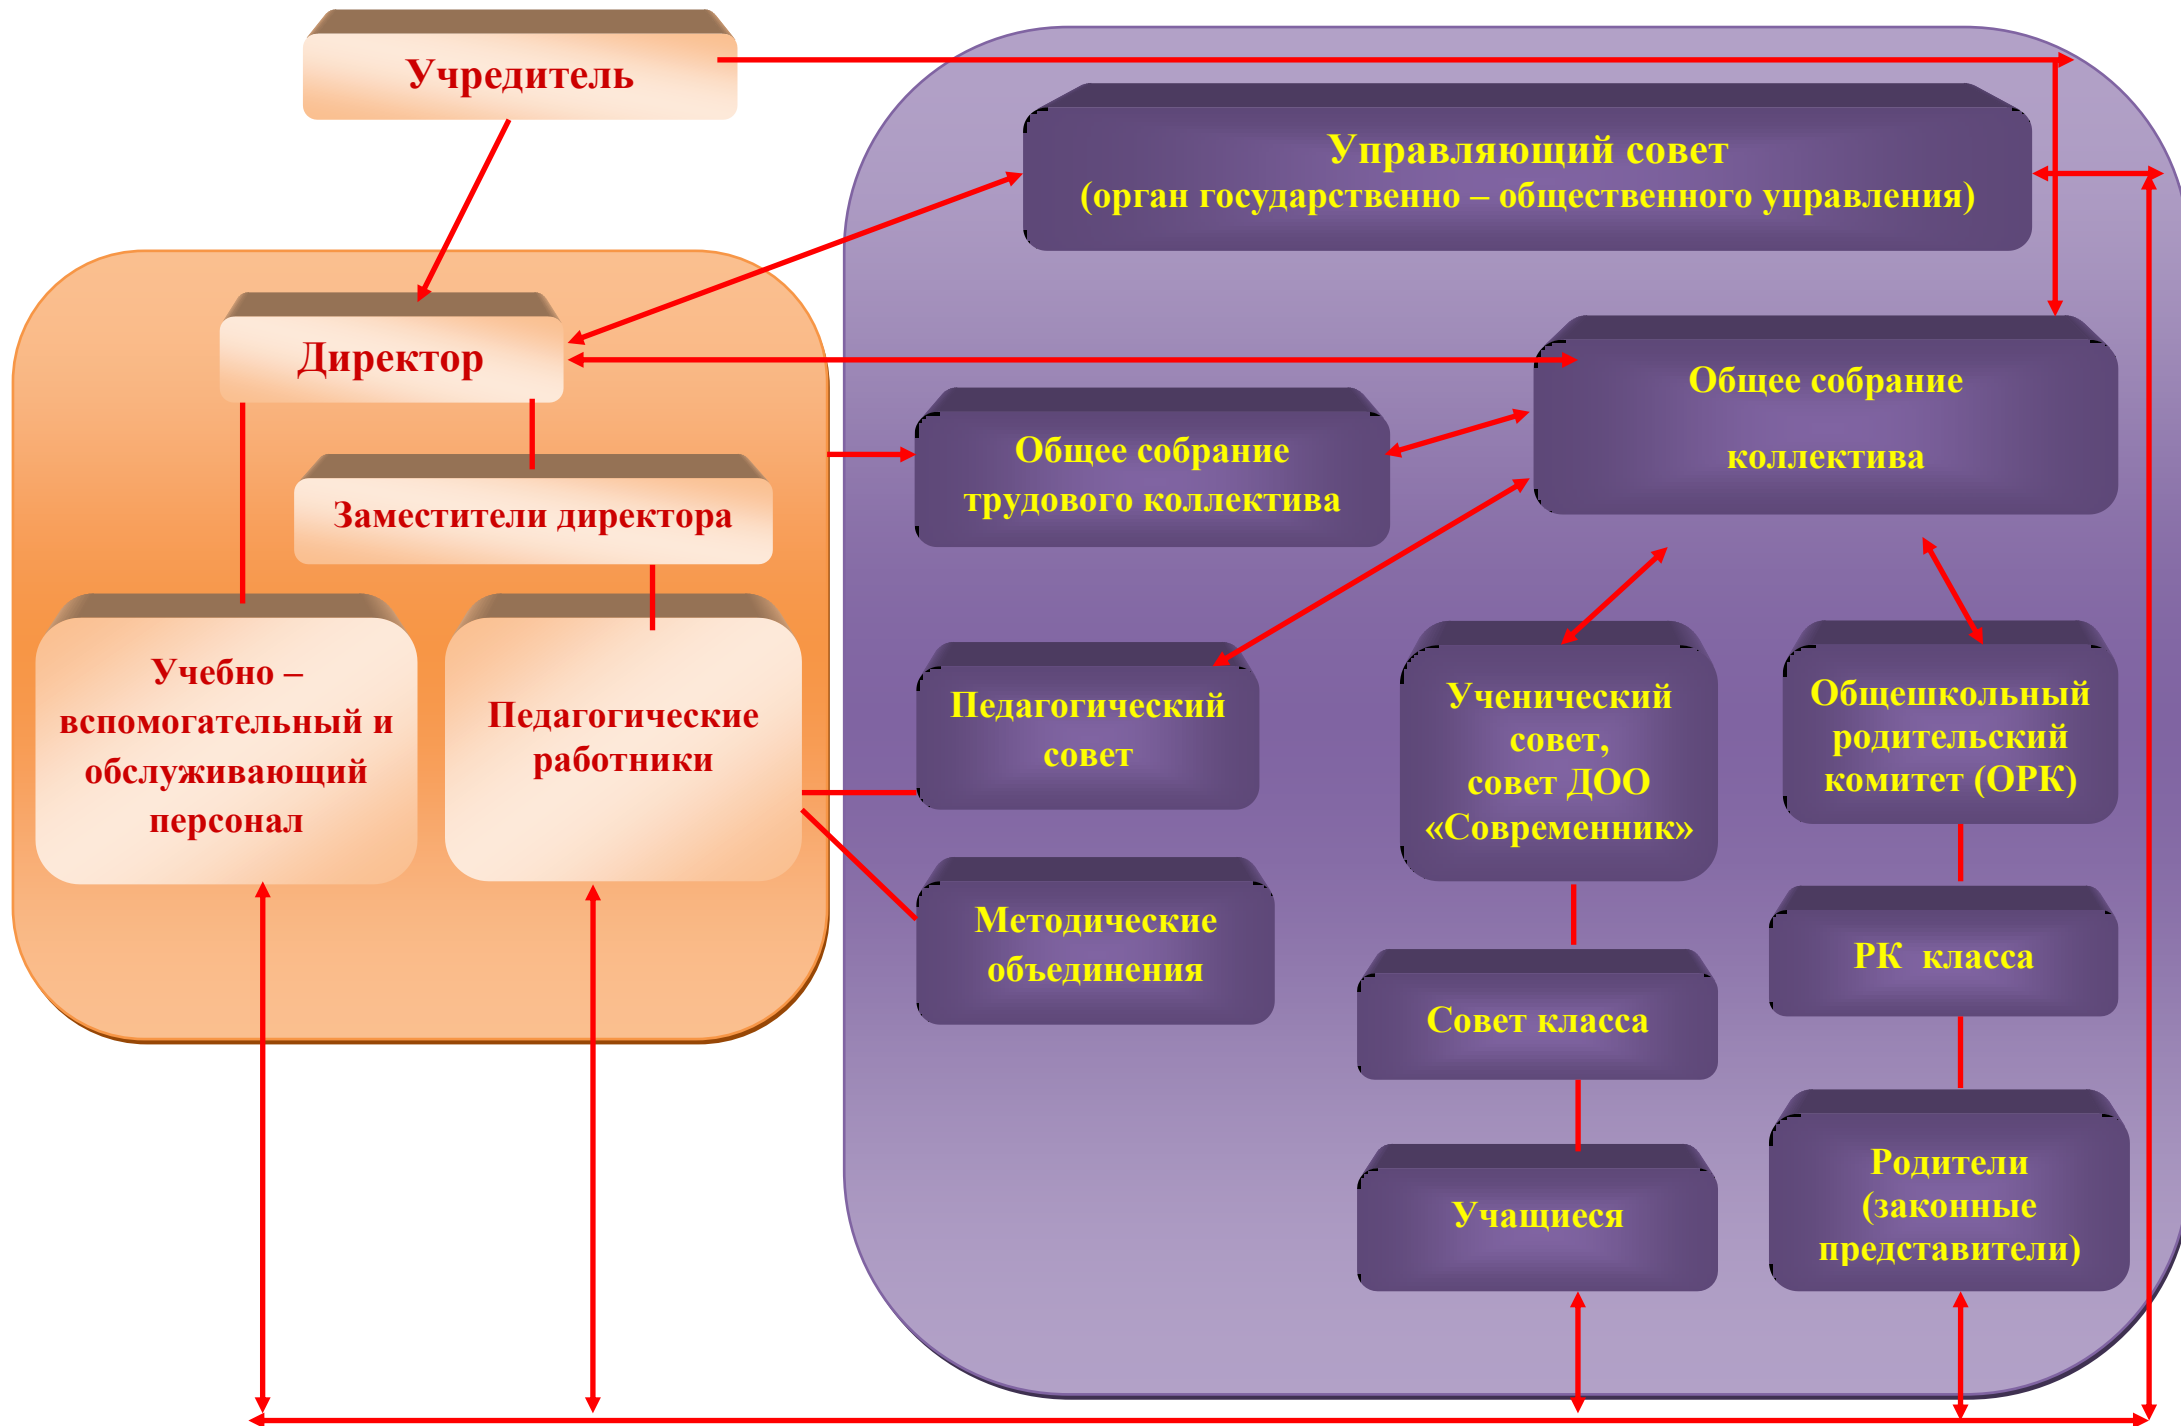 Учредитель
Управляющий совет
(орган государственно – общественного управления)
Директор
Общее собрание
коллектива
Общее собрание
трудового коллектива
Заместители директора
Учебно –
вспомогательный и
обслуживающий
персонал
Педагогические
работники
Педагогический
совет
Ученический
совет,
совет ДОО
«Современник»
Общешкольный
родительский
комитет (ОРК)
Методические
объединения
РК класса
Совет класса
Учащиеся
Родители
(законные
представители)